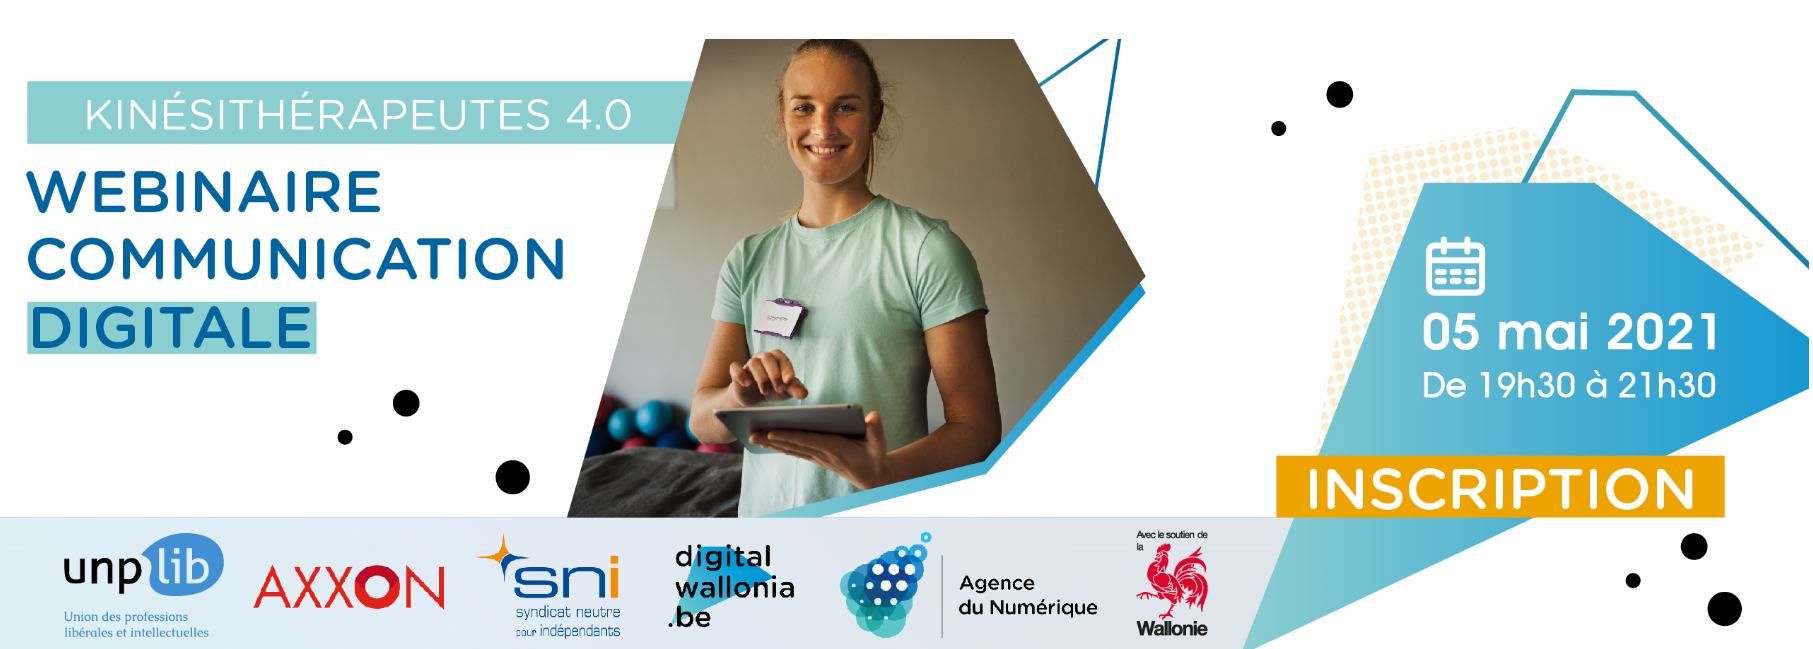 KINÉSITHÉRAPEUTES 4.0
WEBINAIRE
COMMUNICATION
DIGITALE
05 mai 2021
De 19h30 à 21h30
INSCRIPTION
unplib
Union des professions
libérales et intellectuelles
AXXON
sni
syndicat neutre
pour indépendants
digital
wallonia
.be
Agence
du Numérique
Avec le soutien de
la
Wallonie